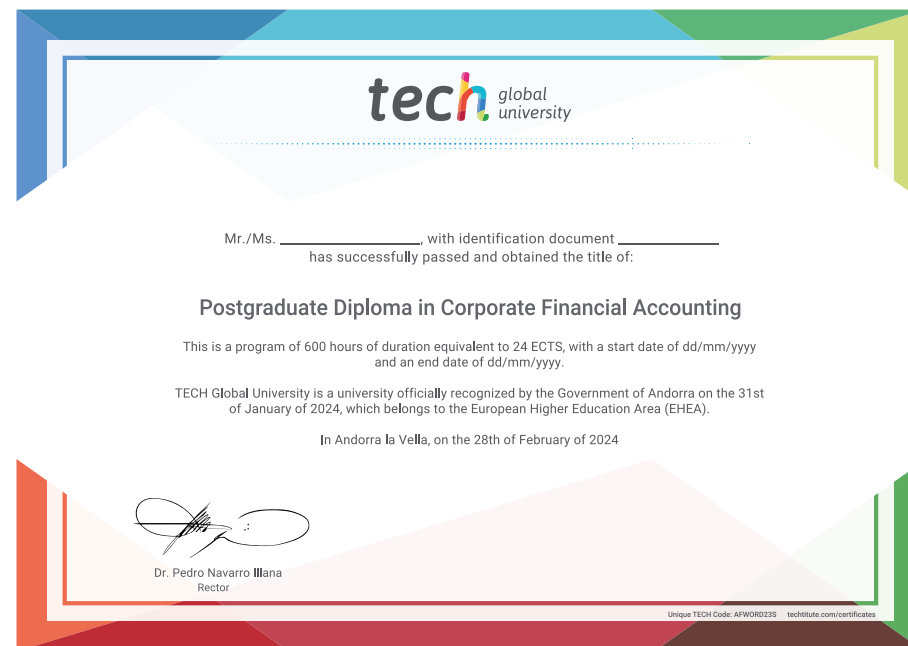 tech global university
Mr./Ms. ____________________, with identification document ______________
has successfully passed and obtained the title of:
Postgraduate Diploma in Corporate Financial Accounting
This is a program of 600 hours of duration equivalent to 24 ECTS, with a start date of dd/mm/yyyy
and an end date of dd/mm/yyyy.
TECH Global University is a university officially recognized by the Government of Andorra on the 31st
of January of 2024, which belongs to the European Higher Education Area (EHEA).
In Andorra la Vella, on the 28th of February of 2024
Dr. Pedro Navarro Illana
Rector
Unique TECH Code: AFWORD23S techtitute.com/certificates